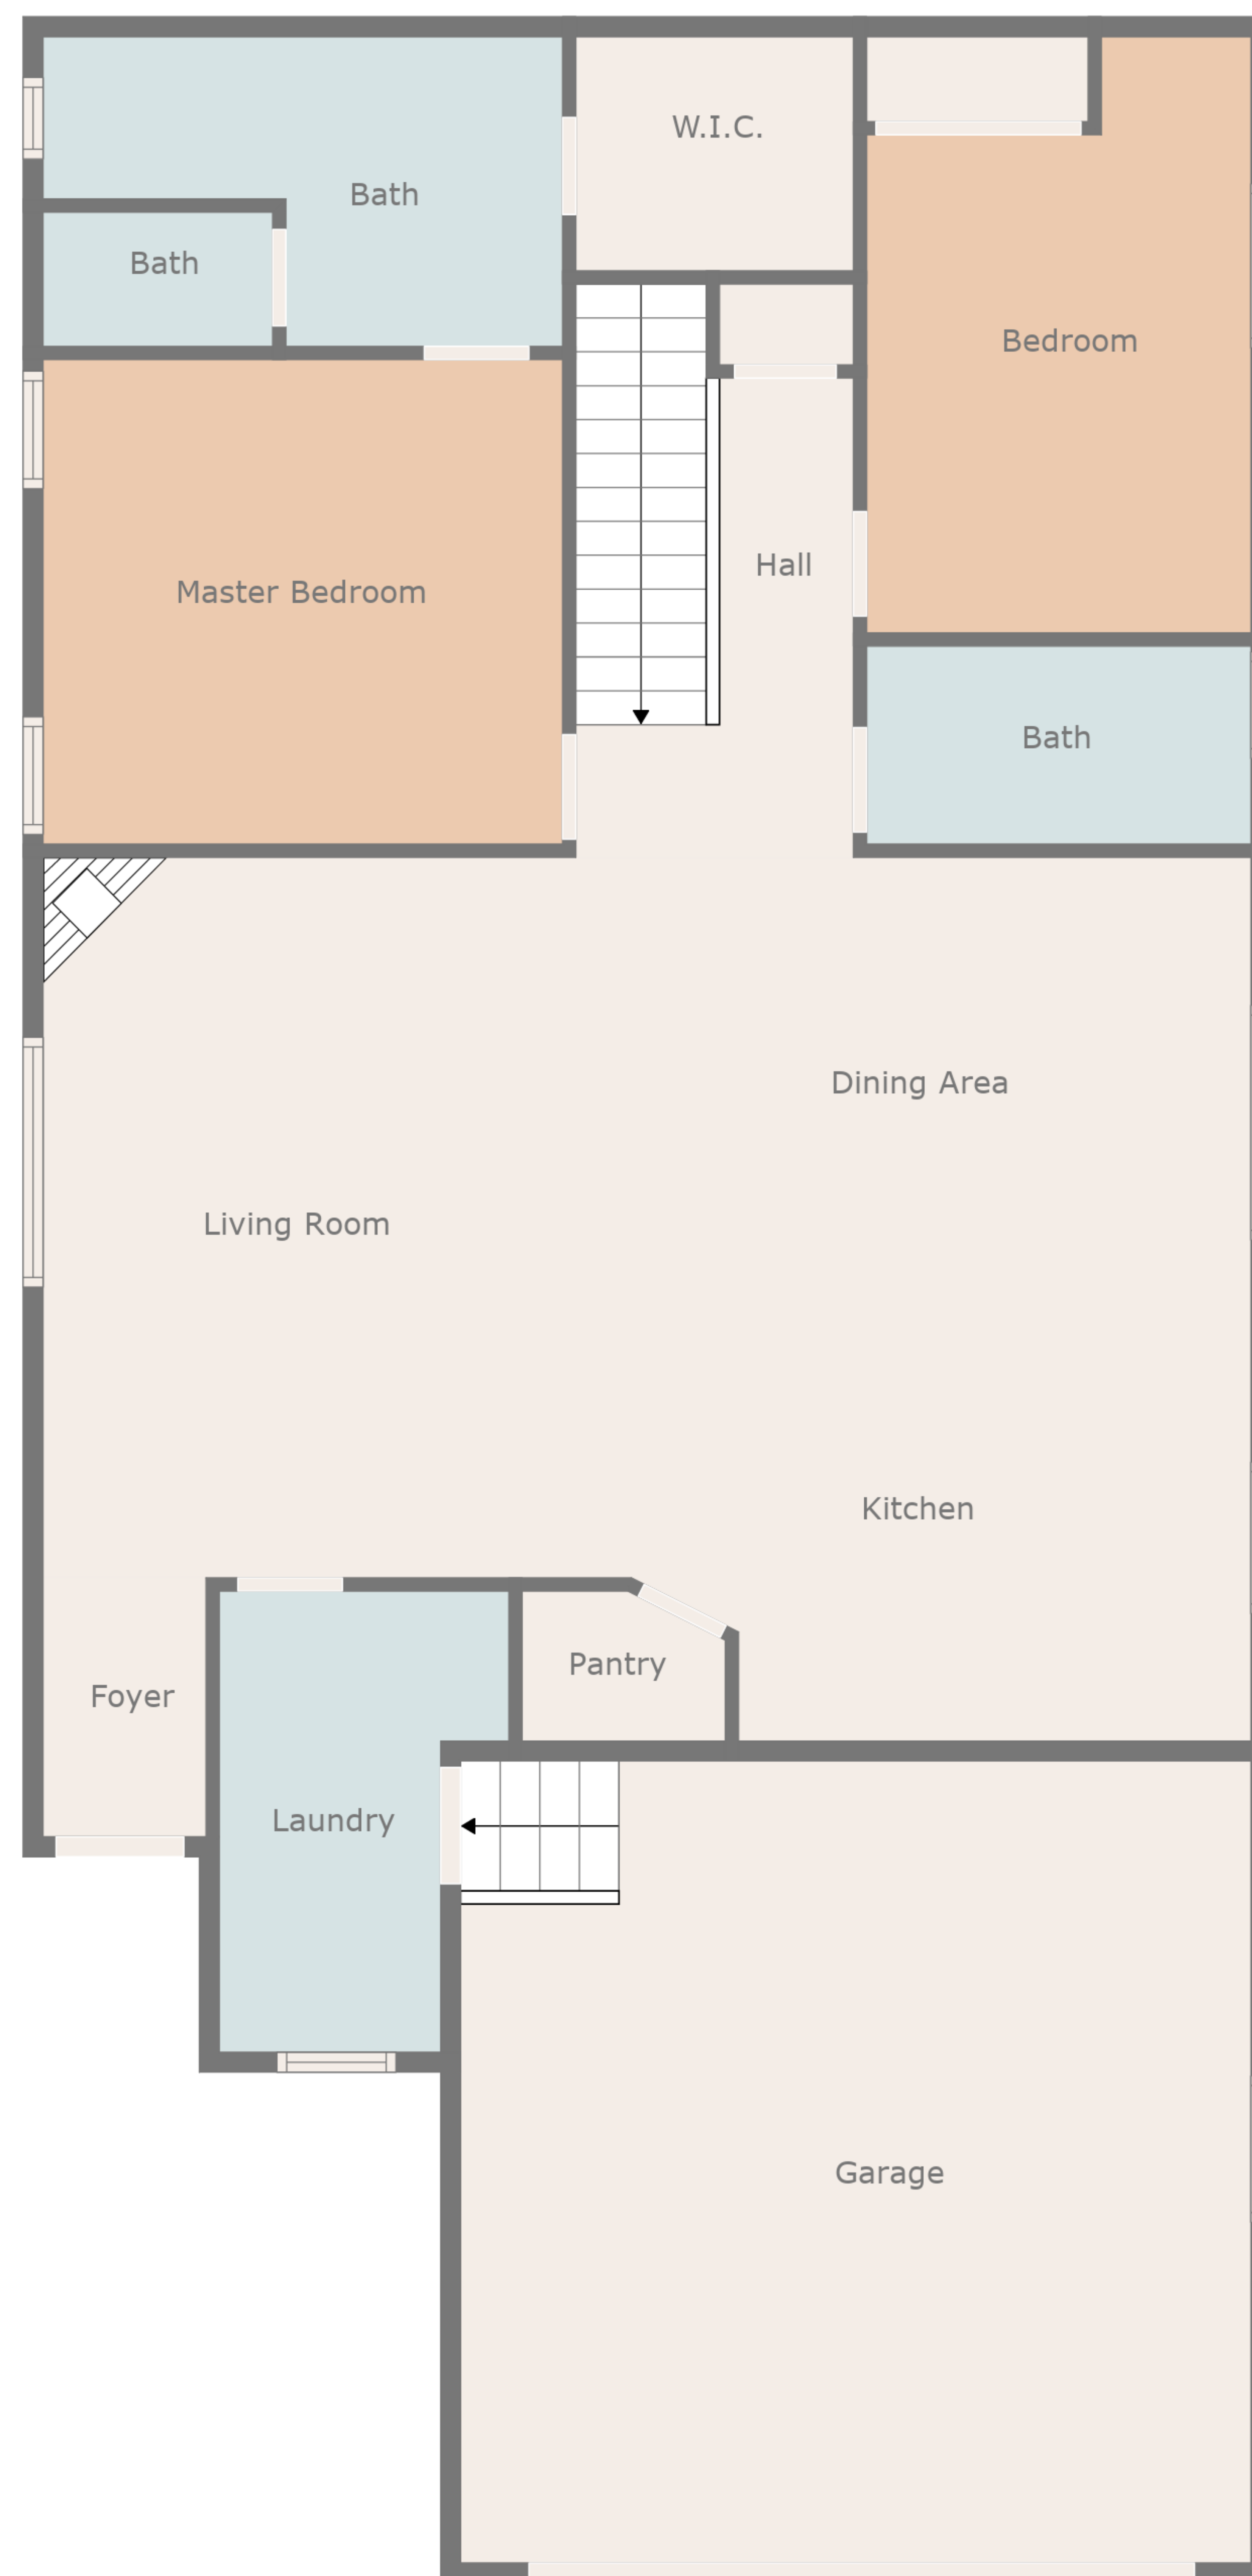 W.I.C.
Bath
Bath
Bedroom
Hall
Master Bedroom
Bath
Dining Area
Living Room
Kitchen
Pantry
Foyer
Laundry
Garage